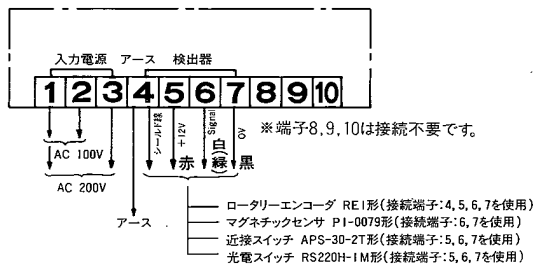 入力電源 アース 検出器
1 2 3 4 5 6 7 8 9 10
シールド線 +12V Signal 0V
※端子8,9,10は接続不要です。
赤 白(緑) 黒
AC 100V
AC 200V
アース
ロータリーエンコーダ REI形(接続端子:4,5,6,7を使用)
マグネチックセンサ PI-0079形(接続端子:6,7を使用)
近接スイッチ APS-30-2T形(接続端子:5,6,7を使用)
光電スイッチ RS220H-IM形(接続端子:5,6,7を使用)